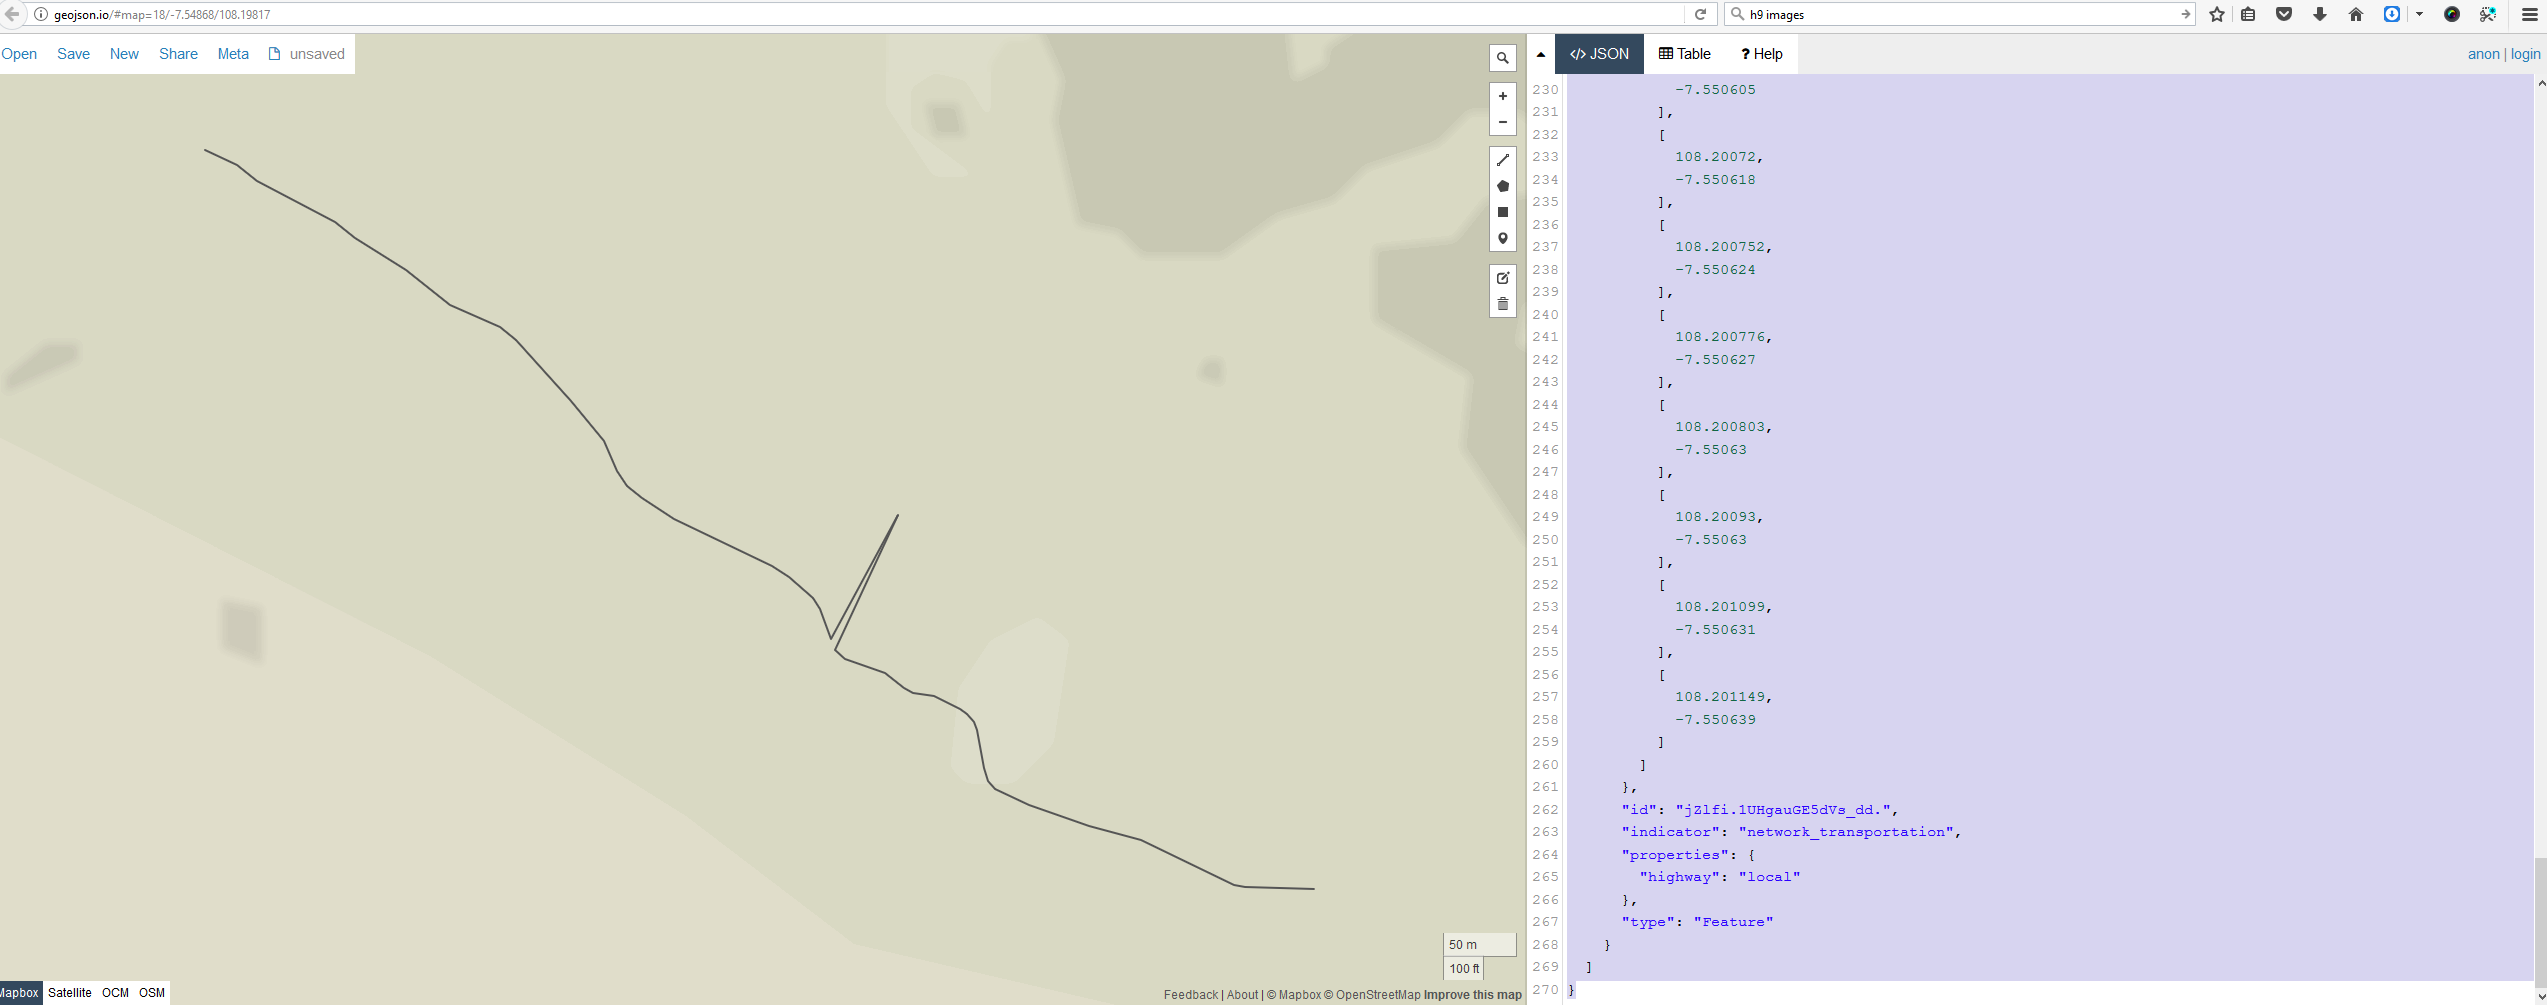 geojson.io/#map=18/-7.54868/108.19817
h9 images
Open Save New Share Meta unsaved
JSON Table ? Help
anon | login
230 -7.550605
231 ],
232 [
233 108.20072,
234 -7.550618
235 ],
236 [
237 108.200752,
238 -7.550624
239 ],
240 [
241 108.200776,
242 -7.550627
243 ],
244 [
245 108.200803,
246 -7.55063
247 ],
248 [
249 108.20093,
250 -7.55063
251 ],
252 [
253 108.201099,
254 -7.550631
255 ],
256 [
257 108.201149,
258 -7.550639
259 ]
260 ]
261 },
262 "id": "jZlfi.1UHgauGE5dVs_dd.",
263 "indicator": "network_transportation",
264 "properties": {
265 "highway": "local"
266 },
267 "type": "Feature"
268 }
269 ]
270 }
50 m
100 ft
Mapbox Satellite OCM OSM
Feedback | About | © Mapbox © OpenStreetMap Improve this map